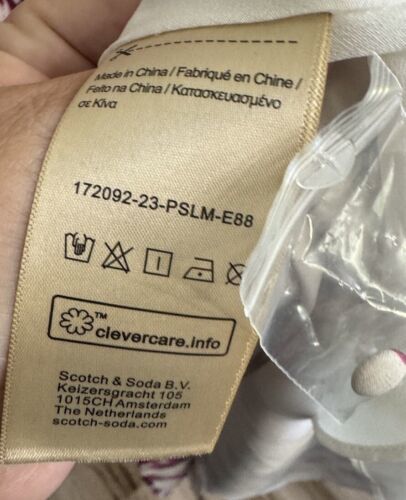 Made in China / Fabriqué en Chine /
Feito na China / Κατασκευασμένο
σε Κίνα
172092-23-PSLM-E88
™
clevercare.info
Scotch & Soda B.V.
Keizersgracht 105
1015CH Amsterdam
The Netherlands
scotch-soda.com